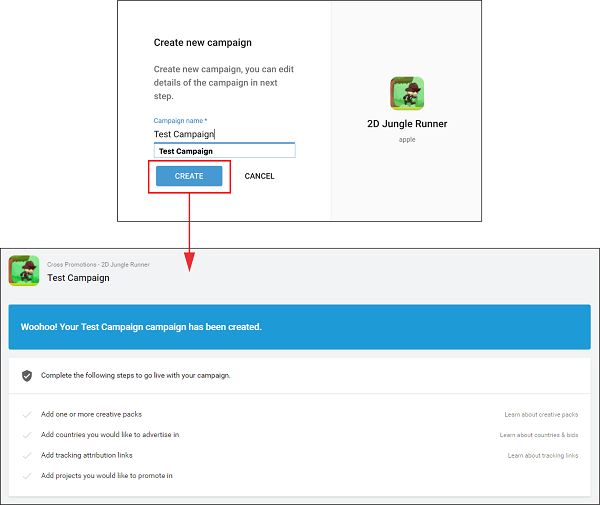 Create new campaign
Create new campaign, you can edit
details of the campaign in next
step.
Campaign name *
Test Campaign
Test Campaign
CREATE
CANCEL
2D Jungle Runner
apple
Cross Promotions - 2D Jungle Runner
Test Campaign
Woohoo! Your Test Campaign campaign has been created.
Complete the following steps to go live with your campaign.
Add one or more creative packs
Learn about creative packs
Add countries you would like to advertise in
Learn about countries & bids
Add tracking attribution links
Learn about tracking links
Add projects you would like to promote in